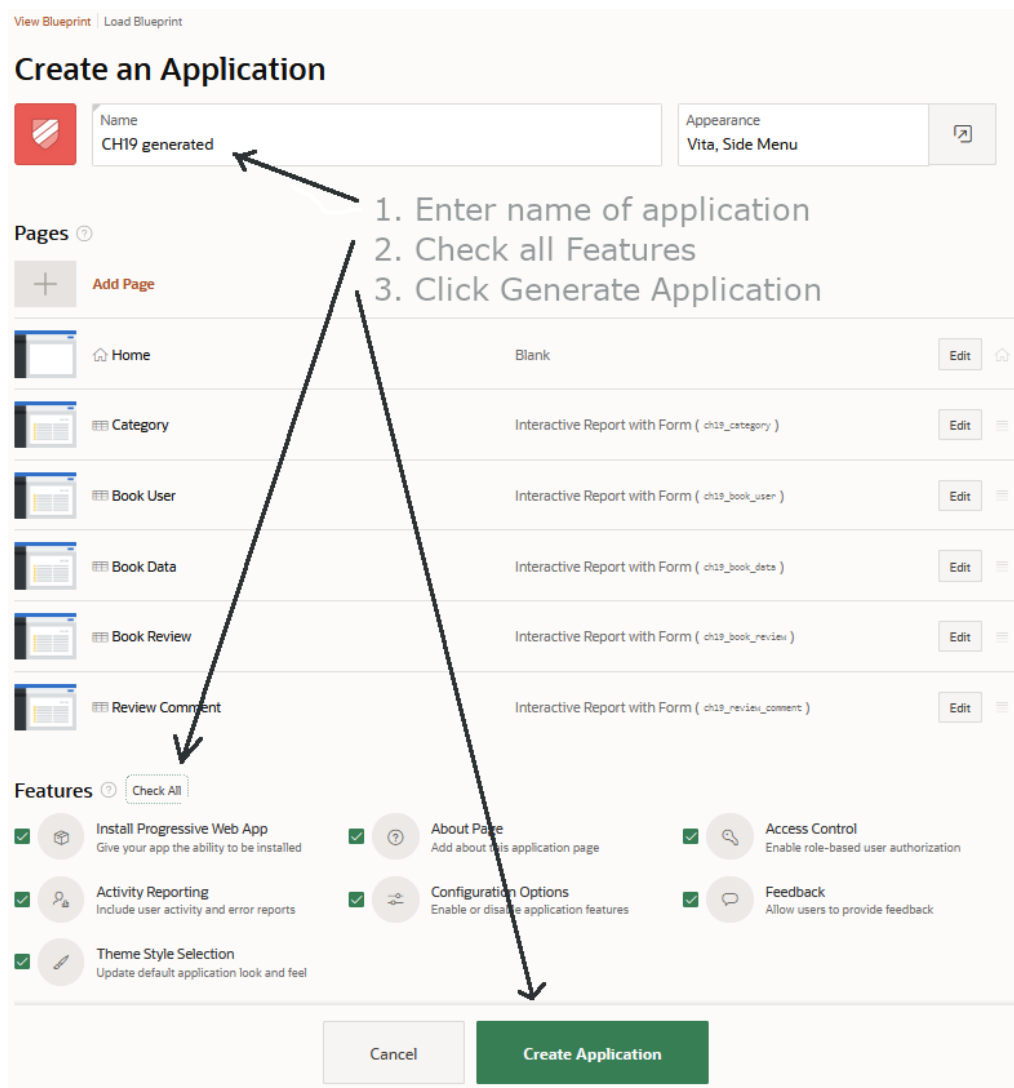 View Blueprint | Load Blueprint
Create an Application
Name
CH19 generated
Appearance
Vita, Side Menu
1. Enter name of application
2. Check all Features
3. Click Generate Application
Pages ?
Add Page
Home Blank Edit
Category Interactive Report with Form ( ch19_category ) Edit
Book User Interactive Report with Form ( ch19_book_user ) Edit
Book Data Interactive Report with Form ( ch19_book_data ) Edit
Book Review Interactive Report with Form ( ch19_book_review ) Edit
Review Comment Interactive Report with Form ( ch19_review_comment ) Edit
Features ? Check All
Install Progressive Web App
Give your app the ability to be installed
About Page
Add about this application page
Access Control
Enable role-based user authorization
Activity Reporting
Include user activity and error reports
Configuration Options
Enable or disable application features
Feedback
Allow users to provide feedback
Theme Style Selection
Update default application look and feel
Cancel
Create Application